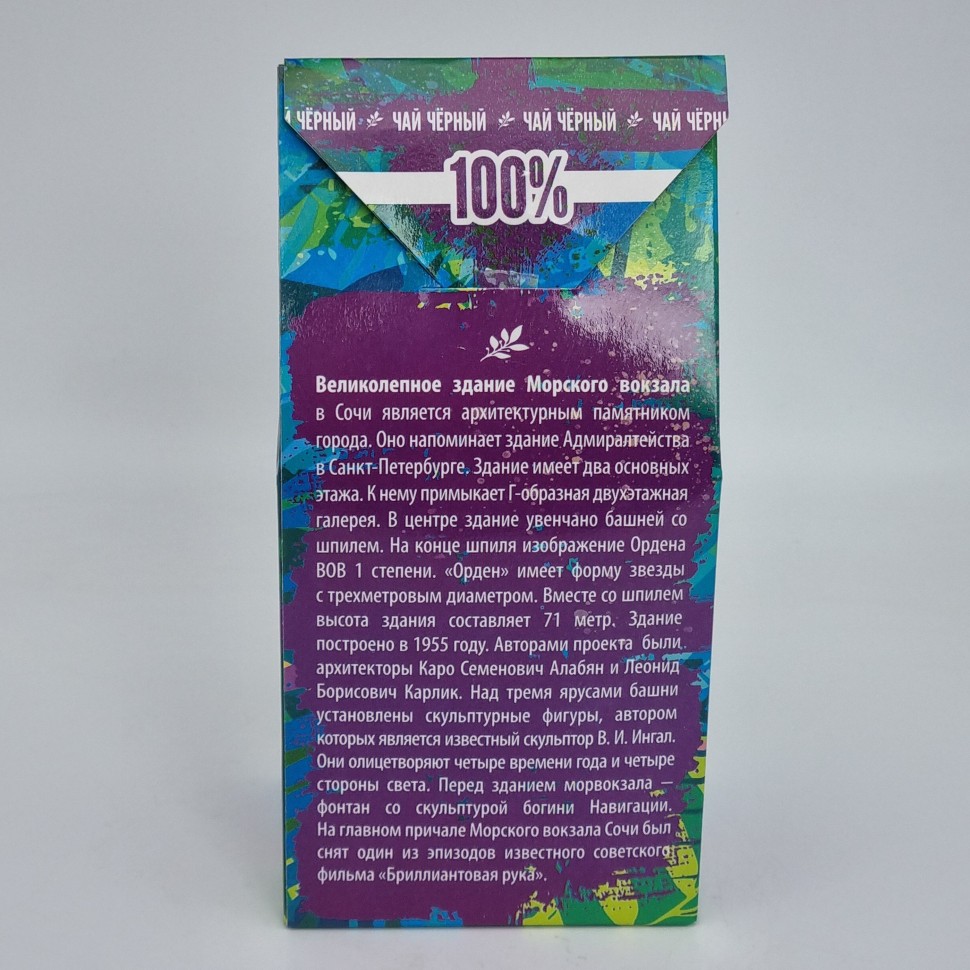 Й ЧЁРНЫЙ ЧАЙ ЧЁРНЫЙ ЧАЙ ЧЁРНЫЙ ЧАЙ ЧЁРН
100%
Великолепное здание Морского вокзала
в Сочи является архитектурным памятником
города. Оно напоминает здание Адмиралтейства
в Санкт-Петербурге. Здание имеет два основных
этажа. К нему примыкает Г-образная двухэтажная
галерея. В центре здание увенчано башней со
шпилем. На конце шпиля изображение Ордена
ВОВ 1 степени. «Орден» имеет форму звезды
с трехметровым диаметром. Вместе со шпилем
высота здания составляет 71 метр. Здание
построено в 1955 году. Авторами проекта были
архитекторы Каро Семенович Алабян и Леонид
Борисович Карлик. Над тремя ярусами башни
установлены скульптурные фигуры, автором
которых является известный скульптор В. И. Ингал.
Они олицетворяют четыре времени года и четыре
стороны света. Перед зданием морвокзала –
фонтан со скульптурой богини Навигации.
На главном причале Морского вокзала Сочи был
снят один из эпизодов известного советского
фильма «Бриллиантовая рука».